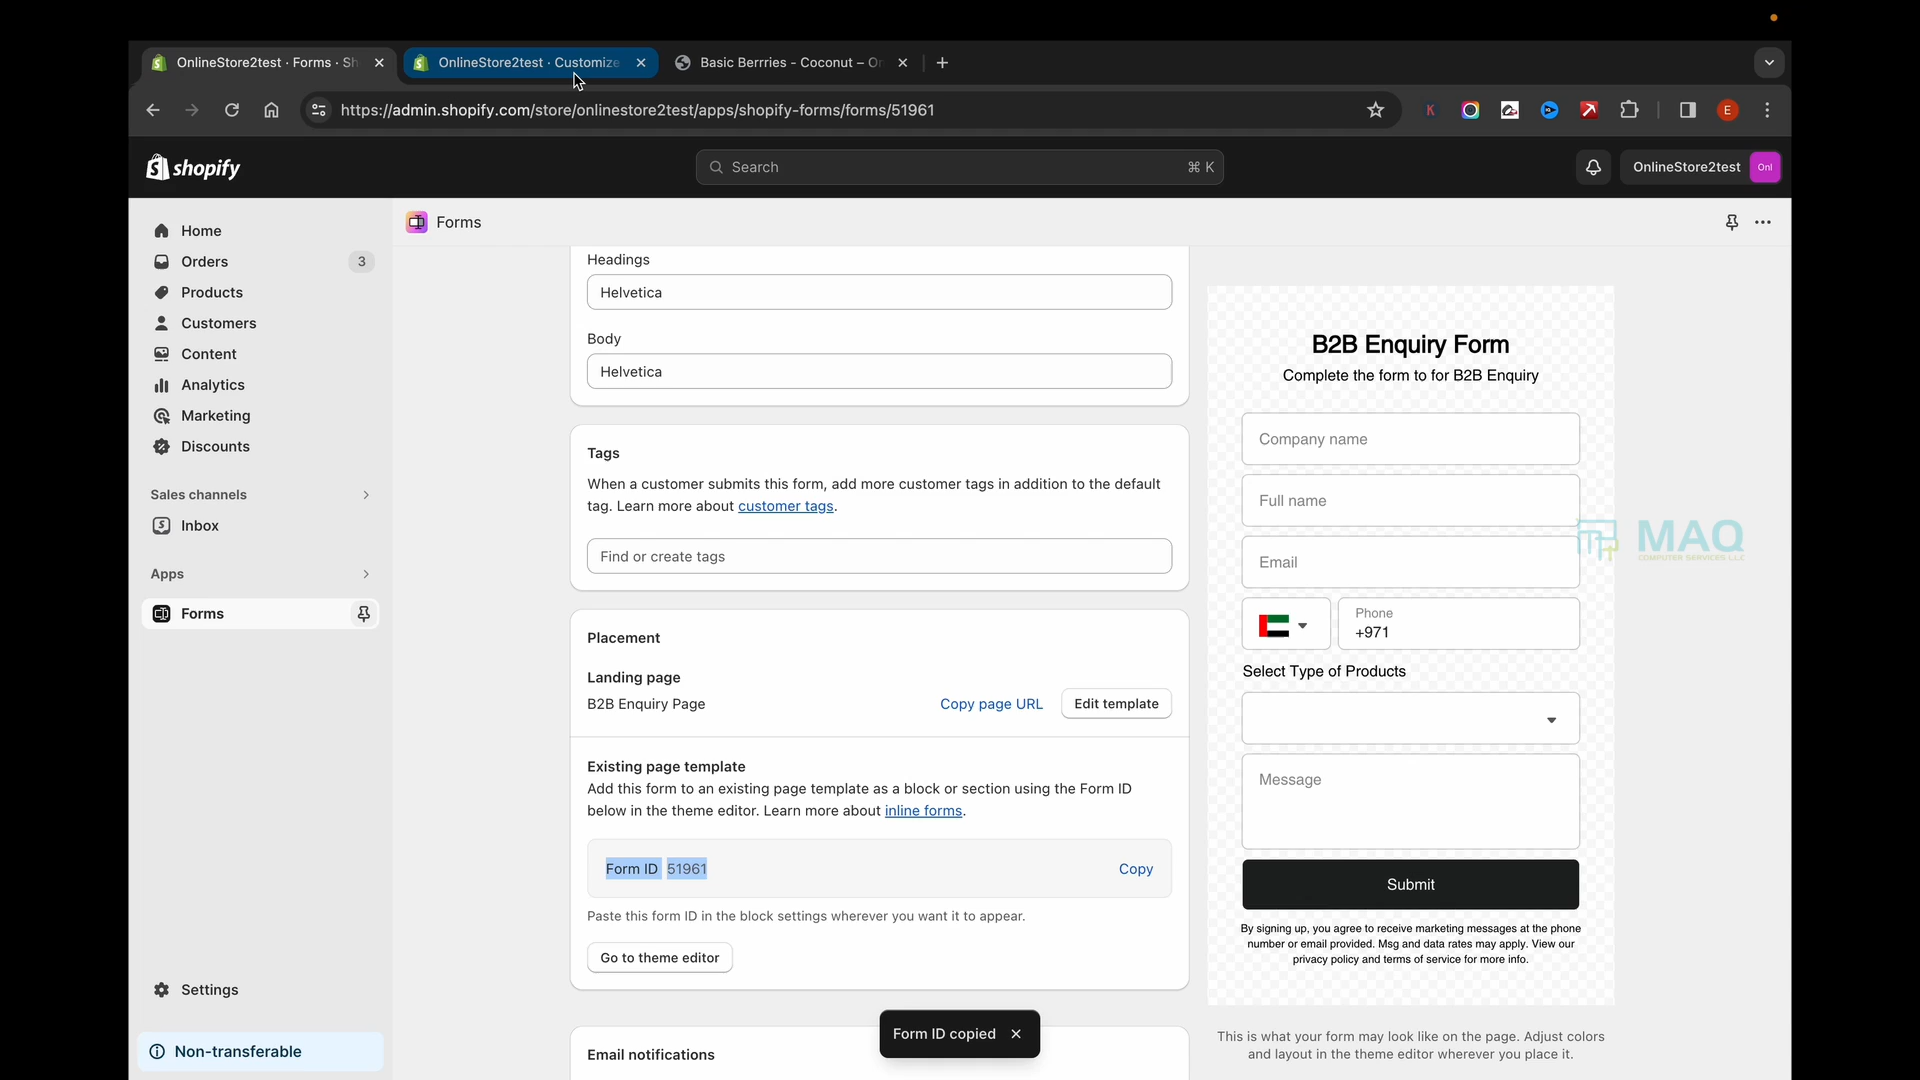 OnlineStore2test · Forms · Sh
OnlineStore2test · Customize
Basic Berrries - Coconut – On
https://admin.shopify.com/store/onlinestore2test/apps/shopify-forms/forms/51961
K
E
shopify
Search
⌘ K
OnlineStore2test
Onl
Home
Orders
3
Products
Customers
Content
Analytics
Marketing
Discounts
Sales channels
Inbox
Apps
Forms
Settings
Non-transferable
Forms
Headings
Helvetica
Body
Helvetica
Tags
When a customer submits this form, add more customer tags in addition to the default
tag. Learn more about customer tags.
Find or create tags
Placement
Landing page
B2B Enquiry Page
Copy page URL
Edit template
Existing page template
Add this form to an existing page template as a block or section using the Form ID
below in the theme editor. Learn more about inline forms.
Form ID 51961
Copy
Paste this form ID in the block settings wherever you want it to appear.
Go to theme editor
Email notifications
Form ID copied
B2B Enquiry Form
Complete the form to for B2B Enquiry
Company name
Full name
Email
Phone
+971
Select Type of Products
Message
Submit
By signing up, you agree to receive marketing messages at the phone
number or email provided. Msg and data rates may apply. View our
privacy policy and terms of service for more info.
This is what your form may look like on the page. Adjust colors
and layout in the theme editor wherever you place it.
MAQ
COMPUTER SERVICES LLC